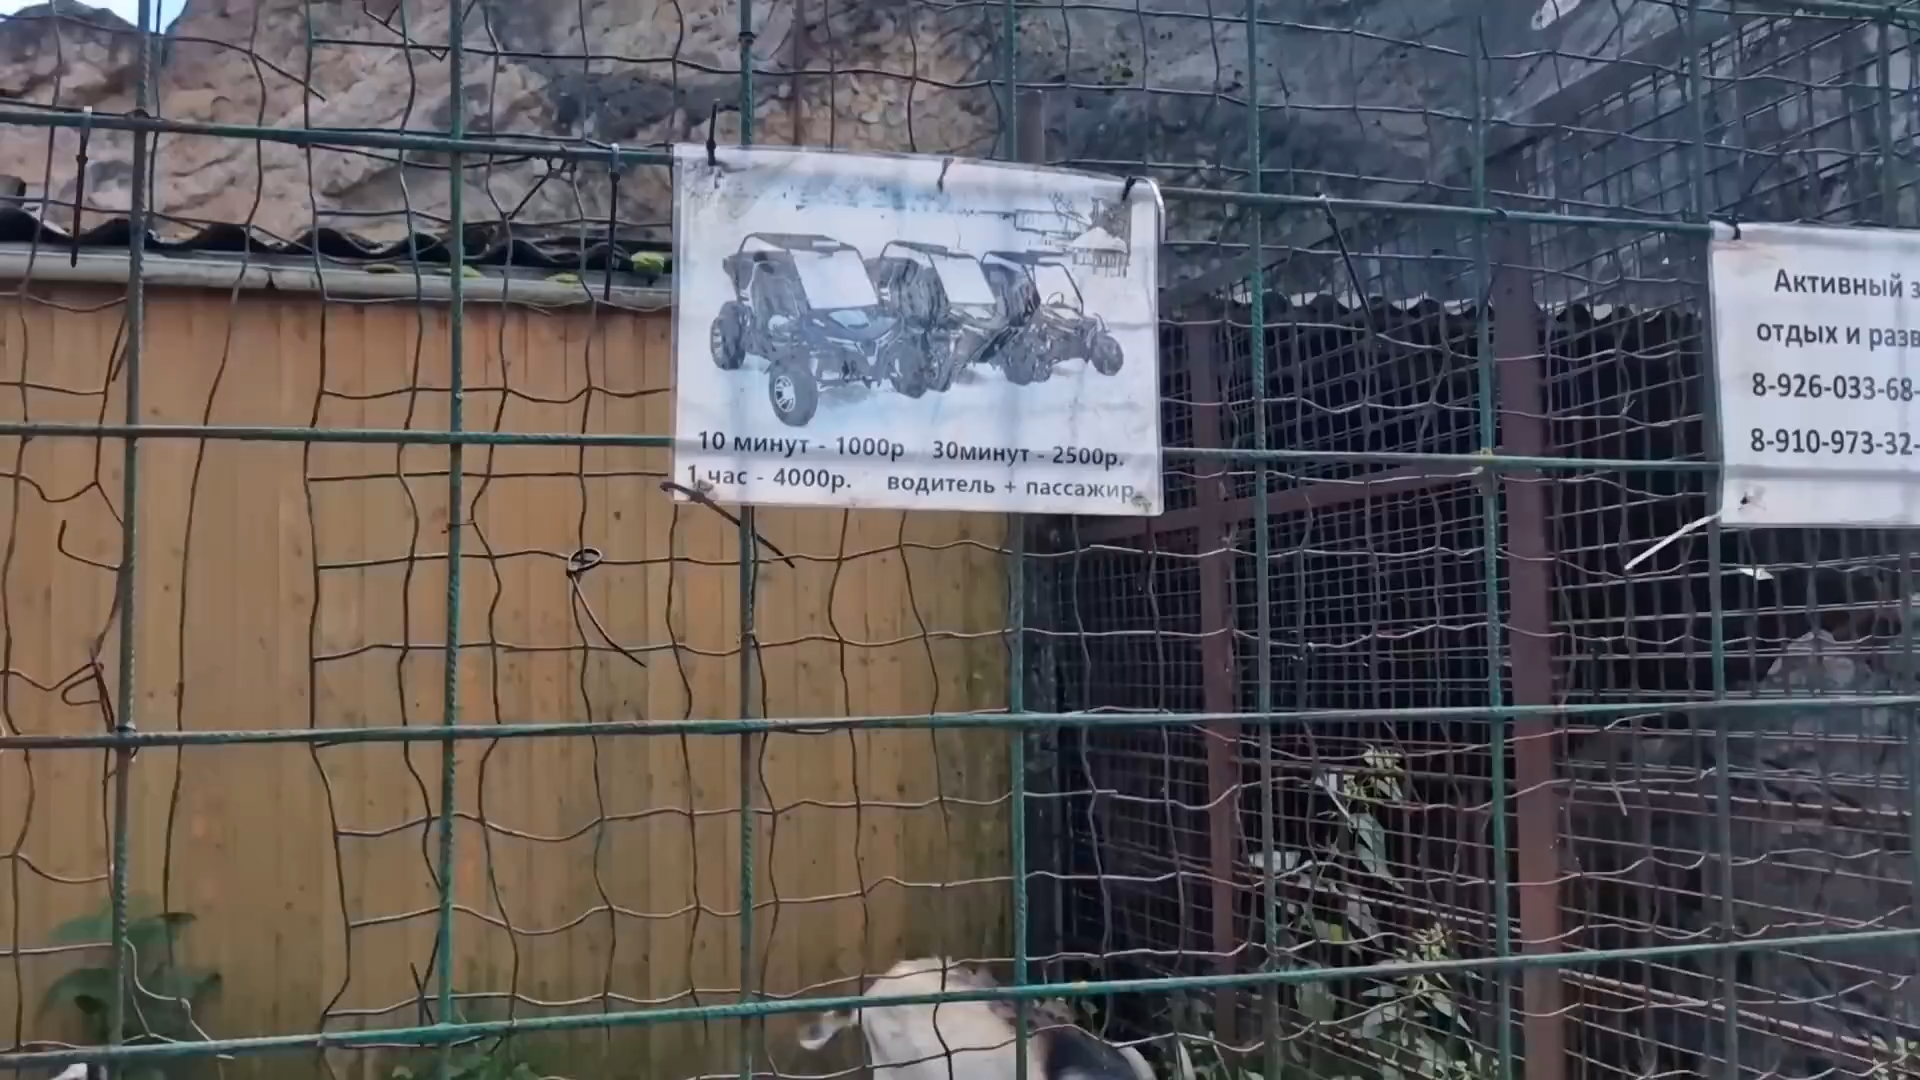 10 минут - 1000р 30минут - 2500р.
1 час - 4000р. водитель + пассажир
Активный
отдых и
8-926-033-68-
8-910-973-32-